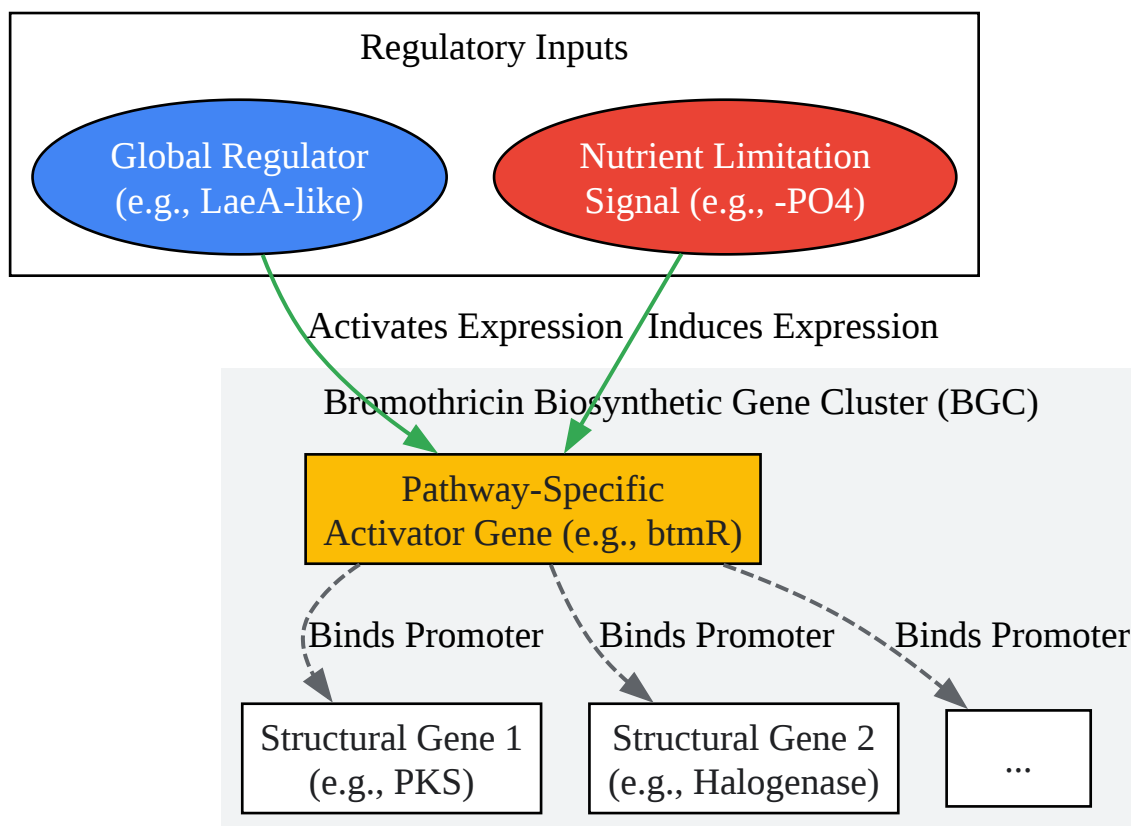 Regulatory Inputs
Global Regulator
(e.g., LaeA-like)
Nutrient Limitation
Signal (e.g., -PO4)
Activates Expression
Induces Expression
Bromothricin Biosynthetic Gene Cluster (BGC)
Pathway-Specific
Activator Gene (e.g., btmR)
Binds Promoter
Binds Promoter
Binds Promoter
Structural Gene 1
(e.g., PKS)
Structural Gene 2
(e.g., Halogenase)
...